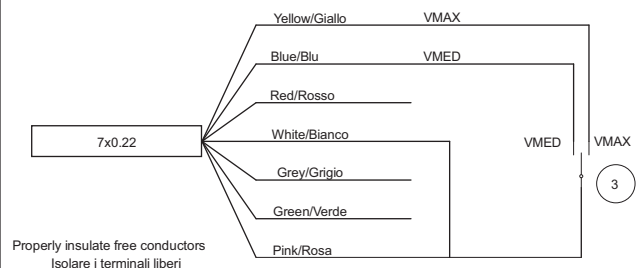 Yellow/Giallo VMAX
Blue/Blu VMED
Red/Rosso
7x0.22
White/Bianco
VMED VMAX
Grey/Grigio
3
Green/Verde
Properly insulate free conductors
Isolare i terminali liberi
Pink/Rosa